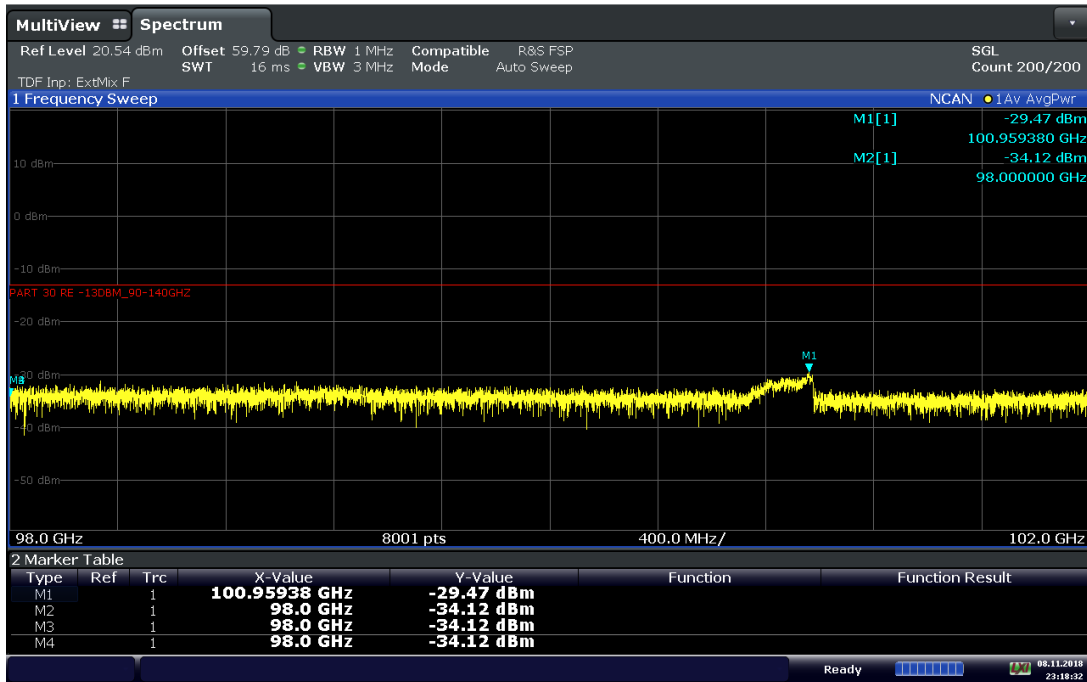 MultiView Spectrum
Ref Level 20.54 dBm Offset 59.79 dB RBW 1 MHz Compatible R&S FSP SGL
SWT 16 ms VBW 3 MHz Mode Auto Sweep Count 200/200
TDF Inp: ExtMix F
1 Frequency Sweep NCAN 1Av AvgPwr
M1[1] -29.47 dBm
100.959380 GHz
M2[1] -34.12 dBm
98.000000 GHz
10 dBm
0 dBm
-10 dBm
PART 30 RE -13DBM_90-140GHZ
-20 dBm
M1
-40 dBm
-50 dBm
98.0 GHz 8001 pts 400.0 MHz/ 102.0 GHz
2 Marker Table
Type Ref Trc X-Value Y-Value Function Function Result
M1 1 100.95938 GHz -29.47 dBm
M2 1 98.0 GHz -34.12 dBm
M3 1 98.0 GHz -34.12 dBm
M4 1 98.0 GHz -34.12 dBm
Ready 08.11.2018
23:18:32